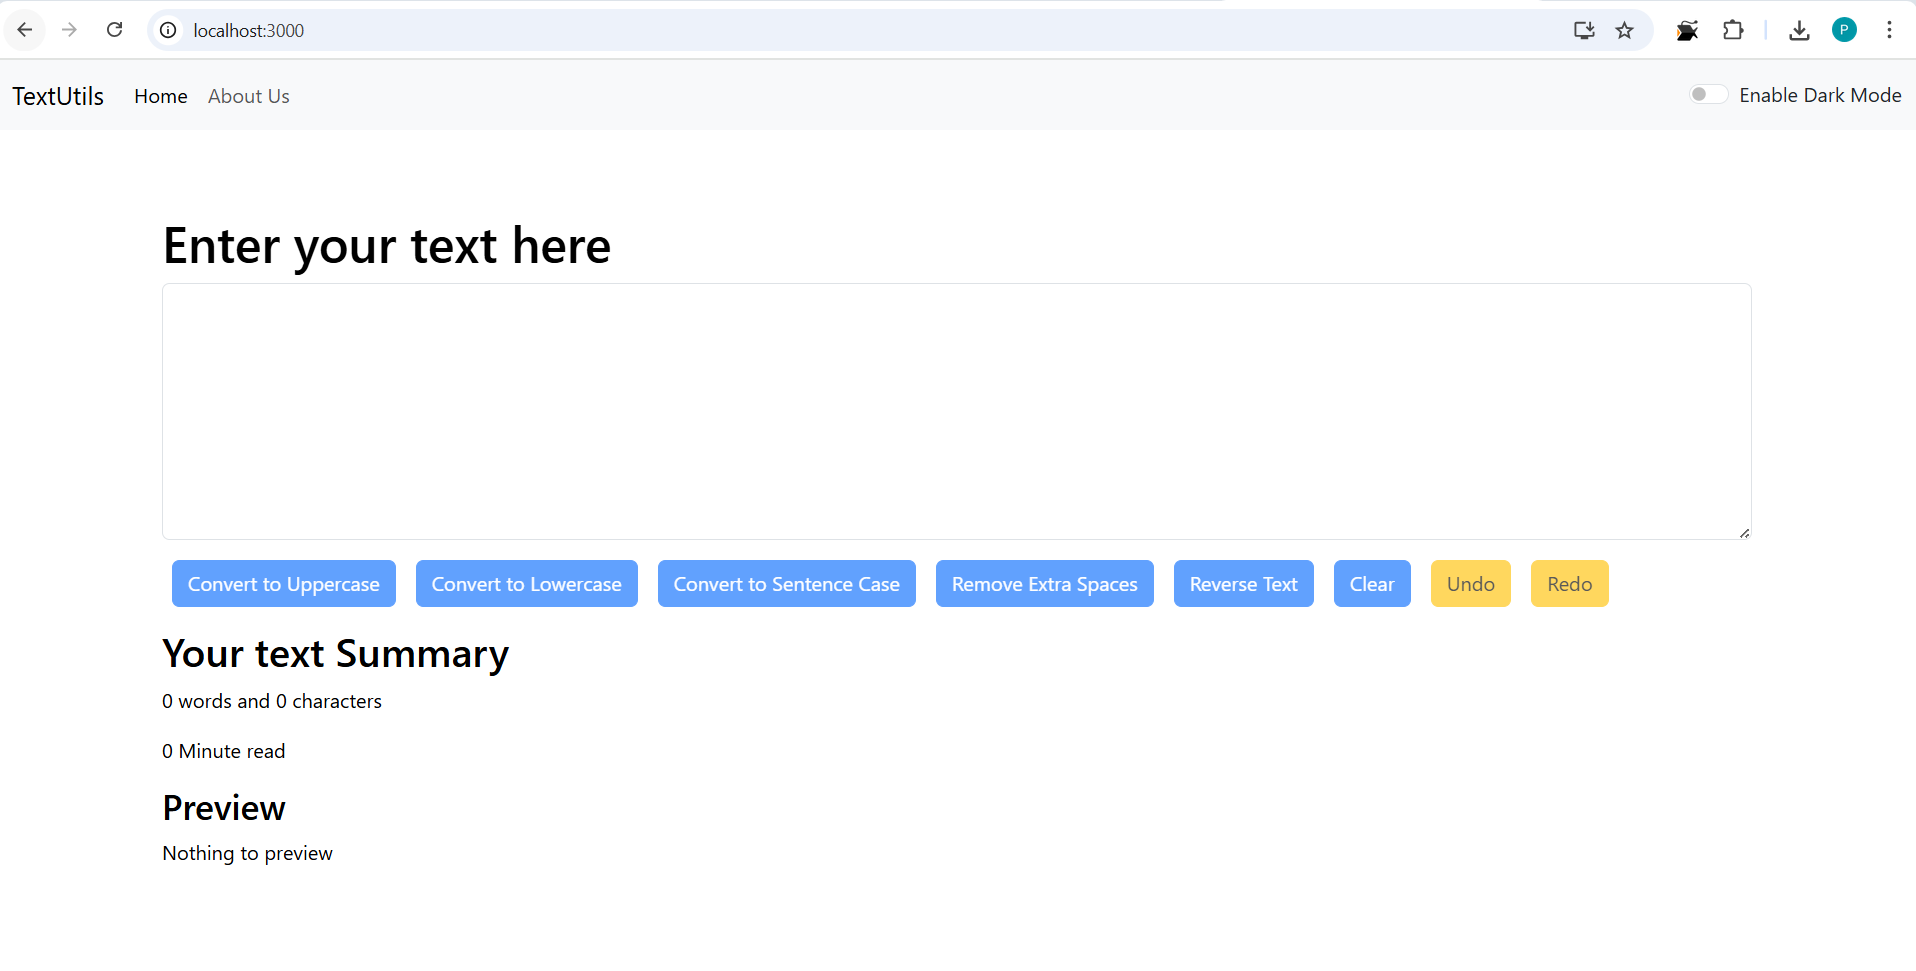 localhost:3000
P
TextUtils Home About Us Enable Dark Mode
Enter your text here
Convert to Uppercase Convert to Lowercase Convert to Sentence Case Remove Extra Spaces Reverse Text Clear Undo Redo
Your text Summary
0 words and 0 characters
0 Minute read
Preview
Nothing to preview